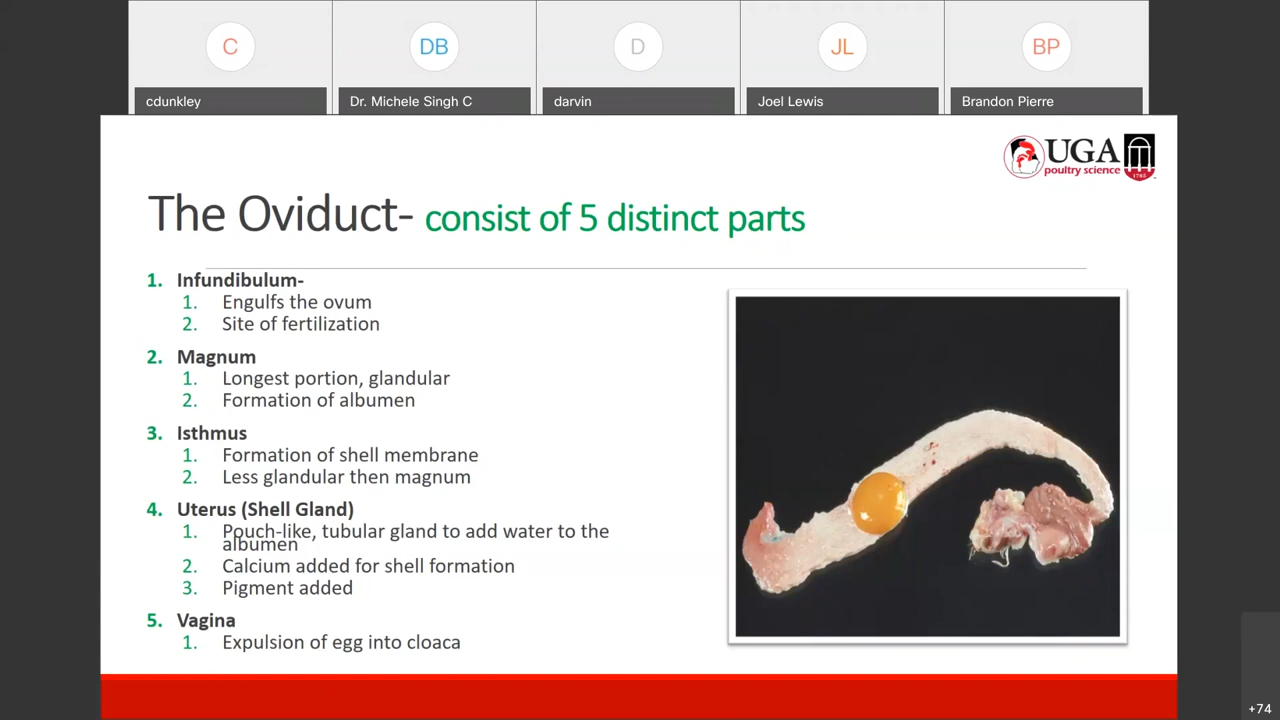 C
DB
D
JL
BP
cdunkley
Dr. Michele Singh C
darvin
Joel Lewis
Brandon Pierre
UGA
poultry science
1785
The Oviduct- consist of 5 distinct parts
1. Infundibulum-
1. Engulfs the ovum
2. Site of fertilization
2. Magnum
1. Longest portion, glandular
2. Formation of albumen
3. Isthmus
1. Formation of shell membrane
2. Less glandular then magnum
4. Uterus (Shell Gland)
1. Pouch-like, tubular gland to add water to the
albumen
2. Calcium added for shell formation
3. Pigment added
5. Vagina
1. Expulsion of egg into cloaca
+74